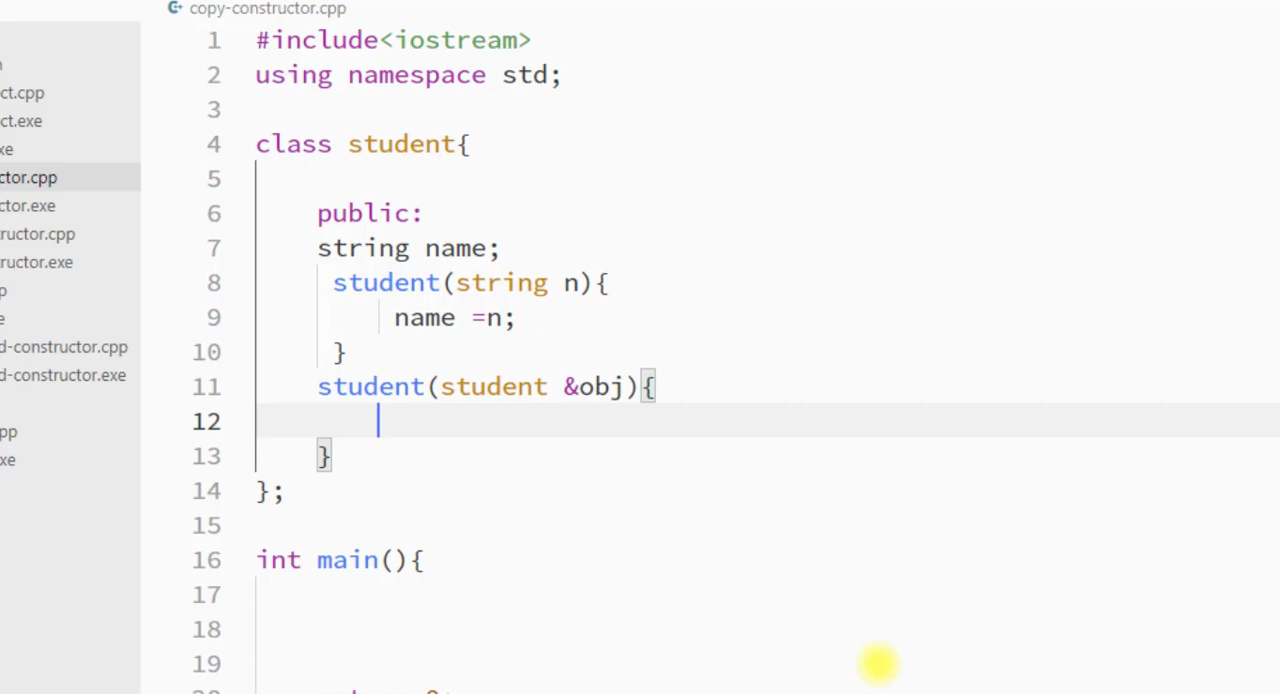 copy-constructor.cpp
ct.cpp
ct.exe
xe
ctor.cpp
ctor.exe
ructor.cpp
ructor.exe
p
e
d-constructor.cpp
d-constructor.exe
pp
xe
1 #include<iostream>
2 using namespace std;
3
4 class student{
5
6 public:
7 string name;
8 student(string n){
9 name =n;
10 }
11 student(student &obj){
12
13 }
14 };
15
16 int main(){
17
18
19